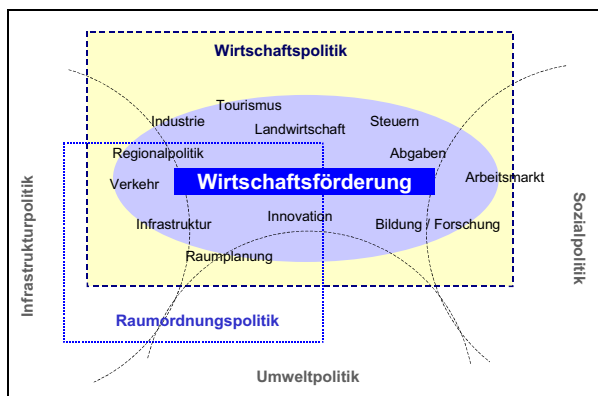 Wirtschaftspolitik
Tourismus
Industrie
Landwirtschaft
Steuern
Regionalpolitik
Abgaben
Verkehr
Wirtschaftsförderung
Arbeitsmarkt
Infrastruktur
Innovation
Bildung / Forschung
Raumplanung
Infrastrukturpolitik
Sozialpolitik
Raumordnungspolitik
Umweltpolitik